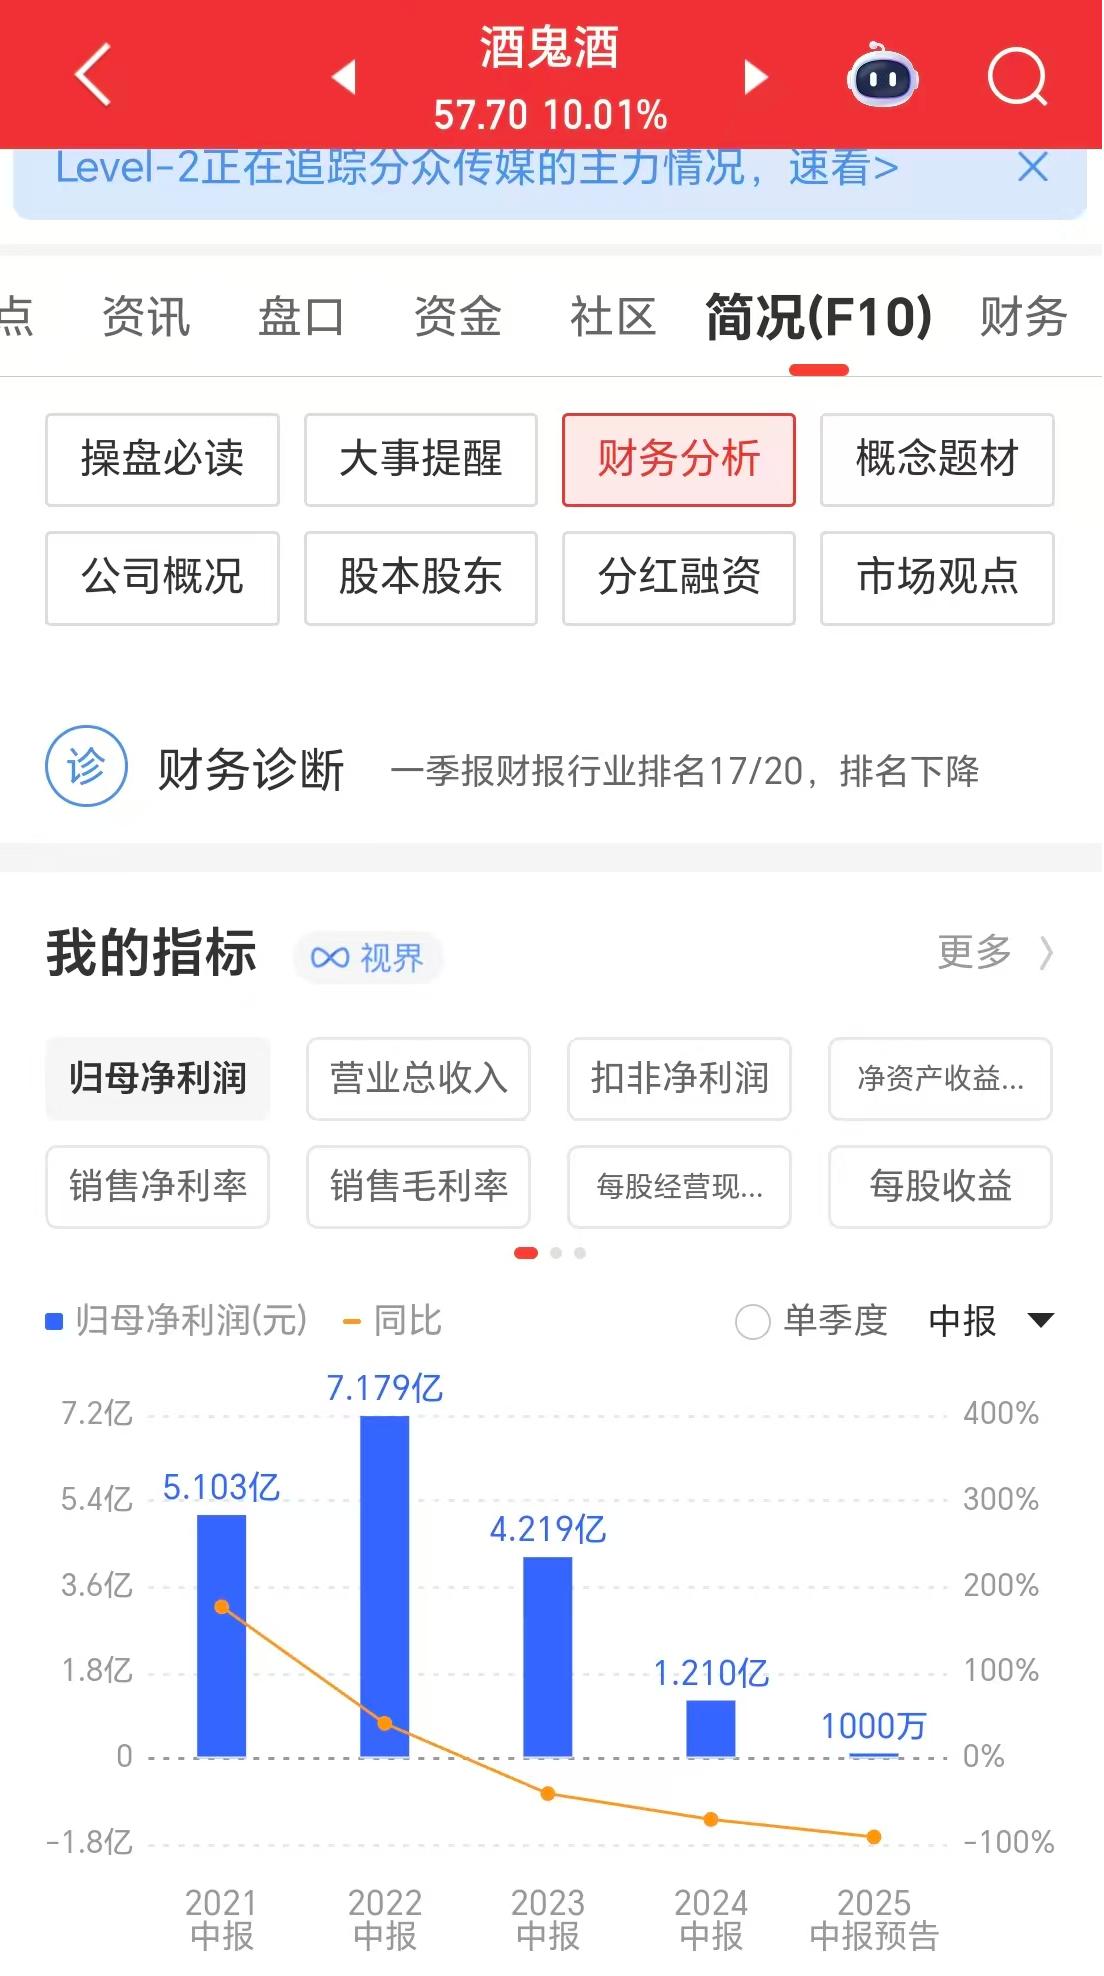 酒鬼酒
57.70 10.01%
Level-2正在追踪分众传媒的主力情况，速看>
点 资讯 盘口 资金 社区 简况(F10) 财务
操盘必读 大事提醒 财务分析 概念题材
公司概况 股本股东 分红融资 市场观点
诊 财务诊断 一季报财报行业排名17/20，排名下降
我的指标 视界 更多
归母净利润 营业总收入 扣非净利润 净资产收益...
销售净利率 销售毛利率 每股经营现... 每股收益
归母净利润(元) 同比 单季度 中报
7.179亿
7.2亿 400%
5.103亿
5.4亿 300%
4.219亿
3.6亿 200%
1.8亿 1.210亿 100%
1000万
0 0%
-1.8亿 -100%
2021 2022 2023 2024 2025
中报 中报 中报 中报 中报预告